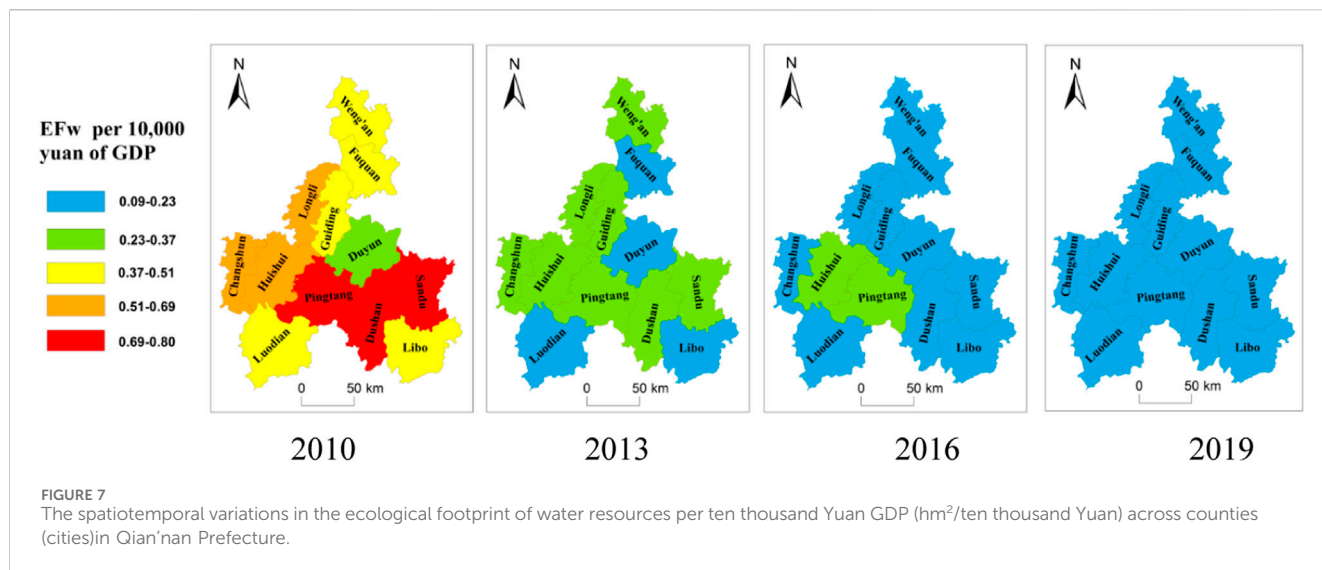 EFw per 10,000
yuan of GDP
0.09-0.23
0.23-0.37
0.37-0.51
0.51-0.69
0.69-0.80
N
Weng'an
Fuquan
Longli
Guiding
Duyun
Changshun
Huishui
Pingtang
Sandu
Dushan
Luodian
Libo
0 50 km
2010
N
Weng'an
Fuquan
Longli
Guiding
Duyun
Changshun
Huishui
Pingtang
Sandu
Dushan
Luodian
Libo
0 50 km
2013
N
Weng'an
Fuquan
Longli
Guiding
Duyun
Changshun
Huishui
Pingtang
Sandu
Dushan
Luodian
Libo
0 50 km
2016
N
Weng'an
Fuquan
Longli
Guiding
Duyun
Changshun
Huishui
Pingtang
Sandu
Dushan
Luodian
Libo
0 50 km
2019
FIGURE 7
The spatiotemporal variations in the ecological footprint of water resources per ten thousand Yuan GDP (hm²/ten thousand Yuan) across counties
(cities)in Qian'nan Prefecture.